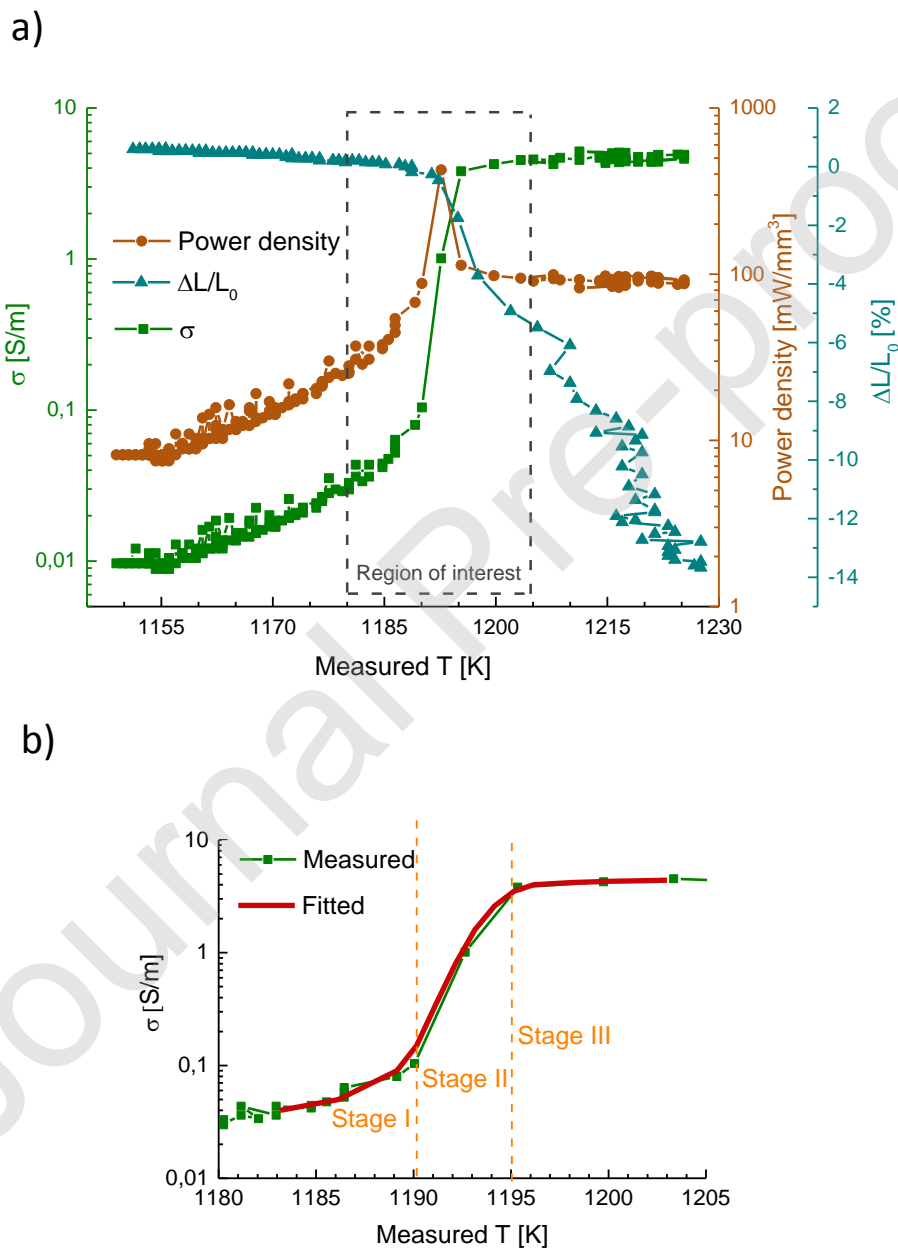 a)
10
1
0,1
0,01
σ [S/m]
1155
1170
1185
1200
1215
1230
Measured T [K]
1000
100
10
1
Power density [mW/mm³]
2
0
-2
-4
-6
-8
-10
-12
-14
ΔL/L₀ [%]
Power density
ΔL/L₀
σ
Region of interest
b)
10
1
0,1
0,01
σ [S/m]
Measured
Fitted
Stage I
Stage II
Stage III
1180
1185
1190
1195
1200
1205
Measured T [K]
Journal Pre-proo